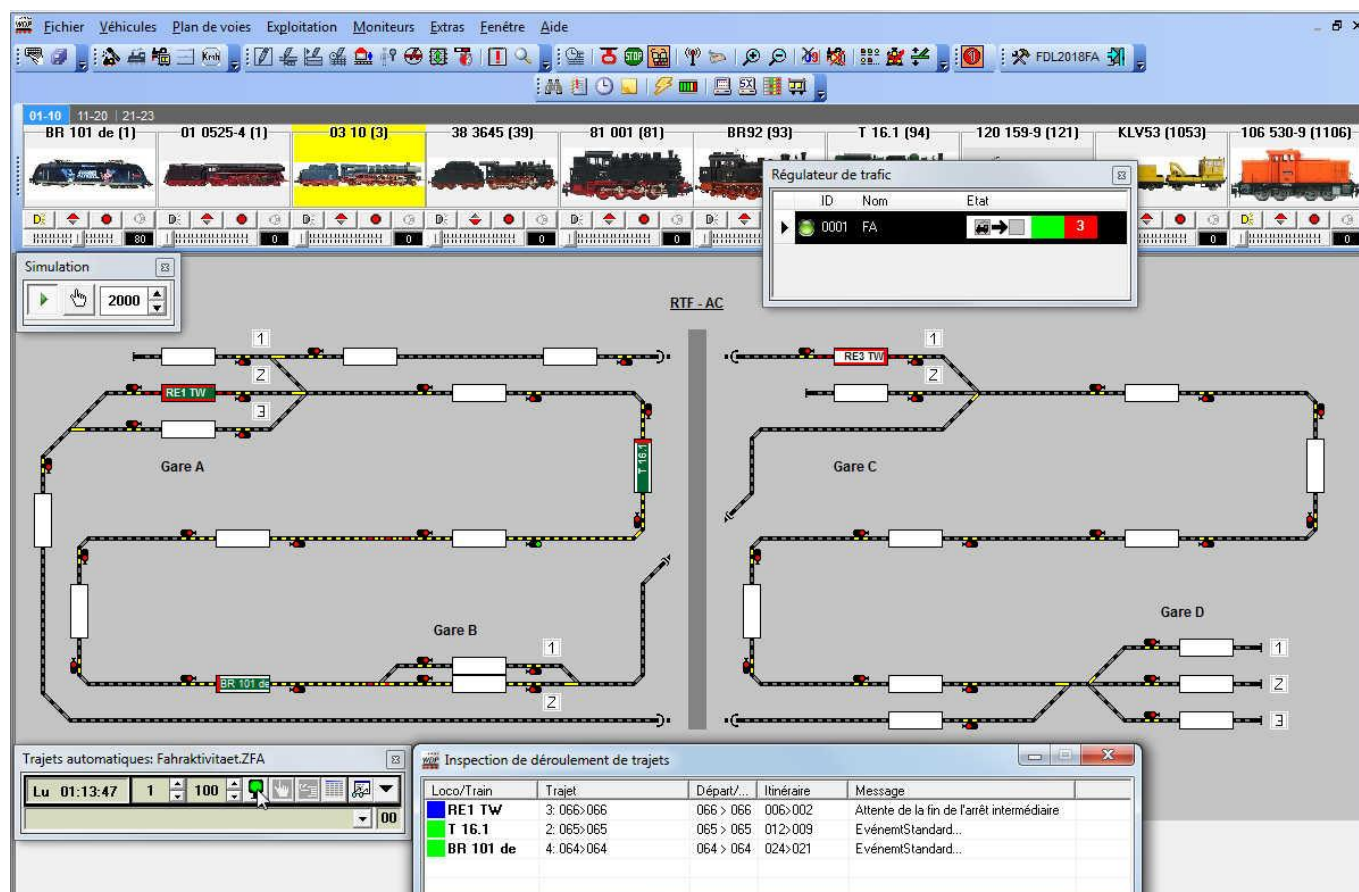 Fichier Véhicules Plan de voies Exploitation Moniteurs Extras Fenêtre Aide
STOP FDL2018FA
01-10 11-20 21-23
BR 101 de (1) 01 0525-4 (1) 03 10 (3) 38 3645 (39) 81 001 (81) BR92 (93) T 16.1 (94) 120 159-9 (121) KLV53 (1053) 106 530-9 (1106)
80 0 0 0 0 0 0
Régulateur de trafic
ID Nom Etat
0001 FA 3
Simulation
2000
RTF - AC
1
RE3 TW
1
2
RE1 TW
2
3
T 16.1
Gare A
Gare C
Gare B
Gare D
1
1
BR 101 de
2
2
3
Trajets automatiques: Fahraktivitaet.ZFA
Lu 01:13:47 1 100
00
Inspection de déroulement de trajets
Loco/Train Trajet Départ/... Itinéraire Message
RE1 TW 3: 066>066 066 > 066 006>002 Attente de la fin de l'arrêt intermédiaire
T 16.1 2: 065>065 065 > 065 012>009 EvénemtStandard...
BR 101 de 4: 064>064 064 > 064 024>021 EvénemtStandard...